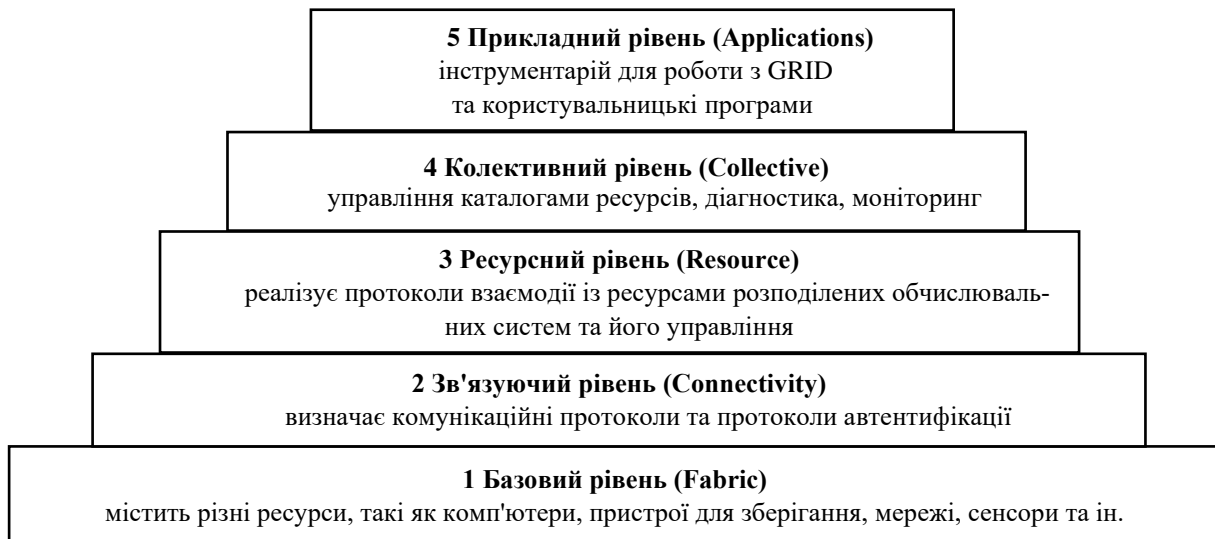 5 Прикладний рівень (Applications)
інструментарій для роботи з GRID
та користувальницькі програми
4 Колективний рівень (Collective)
управління каталогами ресурсів, діагностика, моніторинг
3 Ресурсний рівень (Resource)
реалізує протоколи взаємодії із ресурсами розподілених обчислюваль-
них систем та його управління
2 Зв'язуючий рівень (Connectivity)
визначає комунікаційні протоколи та протоколи автентифікації
1 Базовий рівень (Fabric)
містить різні ресурси, такі як комп'ютери, пристрої для зберігання, мережі, сенсори та ін.